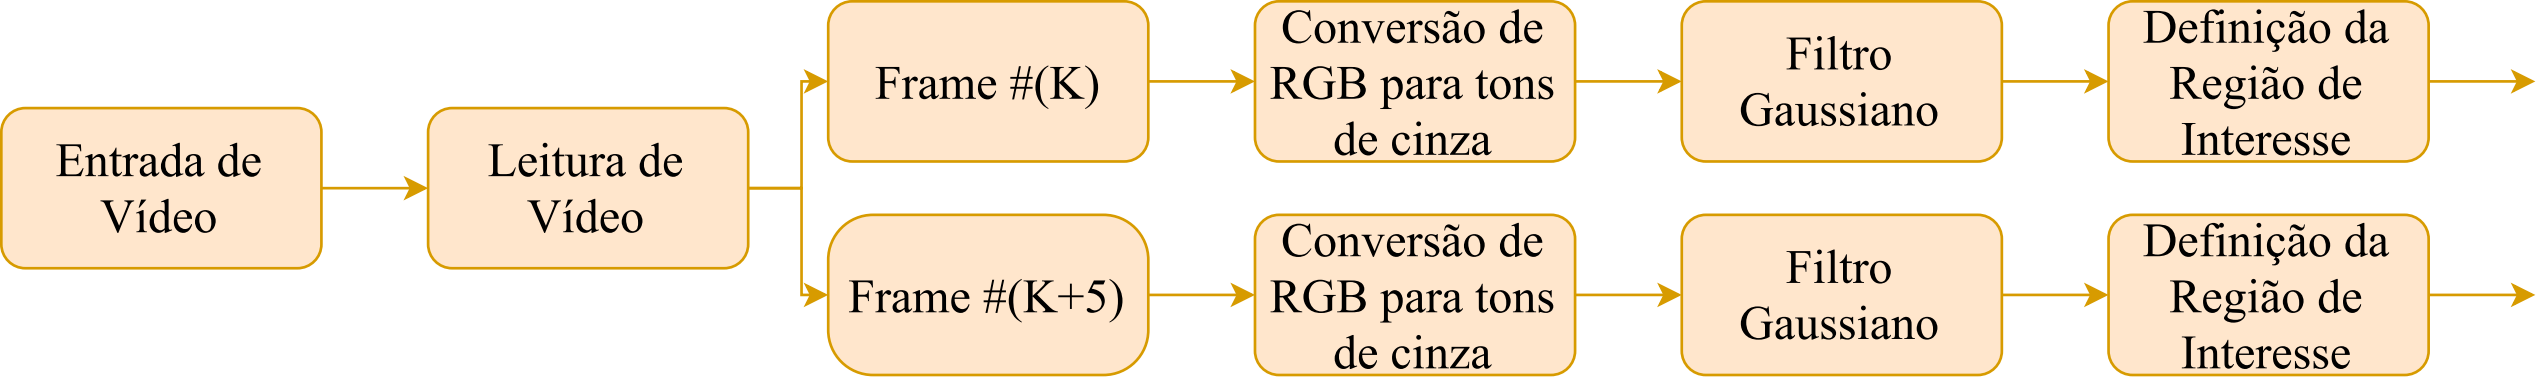 Entrada de
Vídeo
Leitura de
Vídeo
Frame #(K)
Conversão de
RGB para tons
de cinza
Filtro
Gaussiano
Definição da
Região de
Interesse
Frame #(K+5)
Conversão de
RGB para tons
de cinza
Filtro
Gaussiano
Definição da
Região de
Interesse